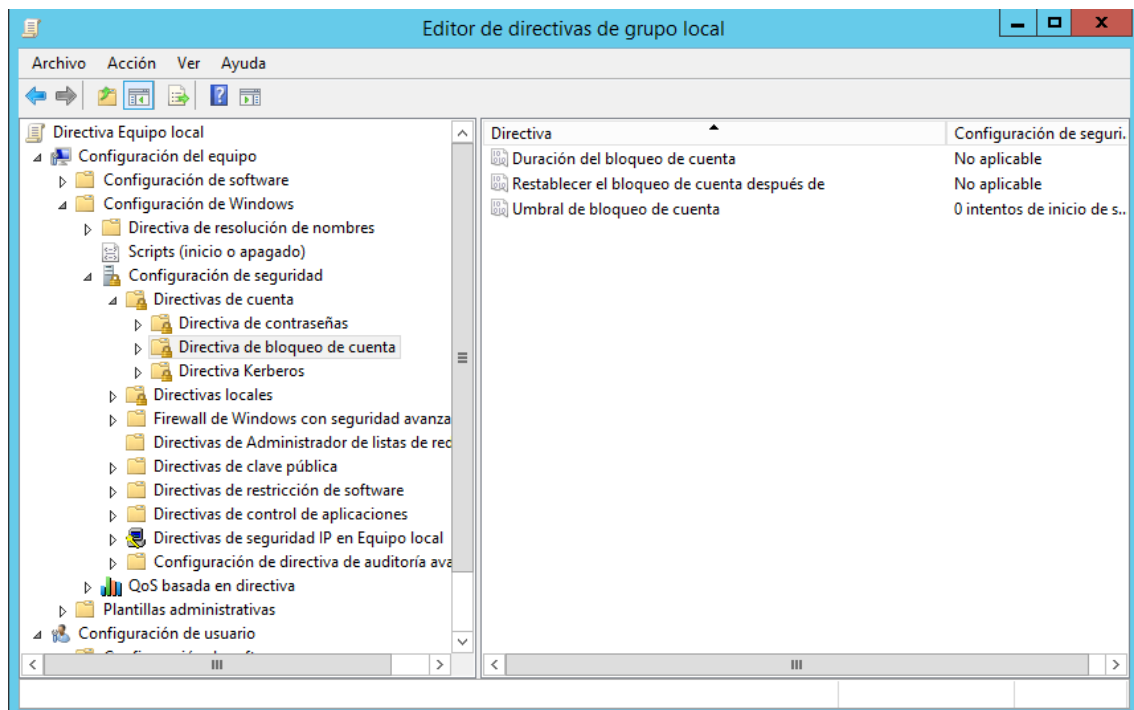 Editor de directivas de grupo local
Archivo Acción Ver Ayuda
Directiva Equipo local
Configuración del equipo
Configuración de software
Configuración de Windows
Directiva de resolución de nombres
Scripts (inicio o apagado)
Configuración de seguridad
Directivas de cuenta
Directiva de contraseñas
Directiva de bloqueo de cuenta
Directiva Kerberos
Directivas locales
Firewall de Windows con seguridad avanza
Directivas de Administrador de listas de red
Directivas de clave pública
Directivas de restricción de software
Directivas de control de aplicaciones
Directivas de seguridad IP en Equipo local
Configuración de directiva de auditoría ava
QoS basada en directiva
Plantillas administrativas
Configuración de usuario
Directiva Configuración de seguri.
Duración del bloqueo de cuenta No aplicable
Restablecer el bloqueo de cuenta después de No aplicable
Umbral de bloqueo de cuenta 0 intentos de inicio de s..